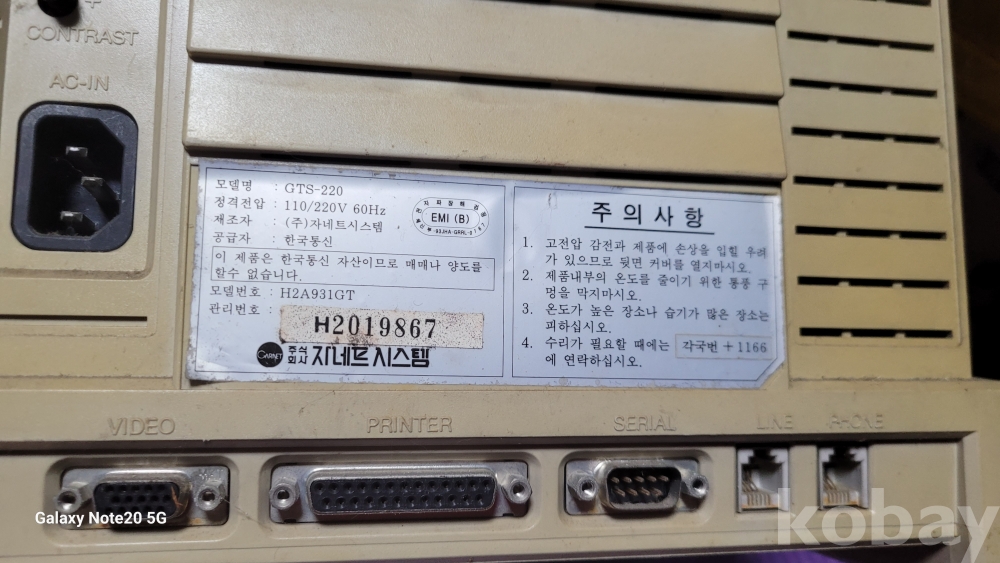 +
CONTRAST
AC-IN
모델명 : GTS-220
정격전압 : 110/220V 60Hz
제조자 : (주)자네트시스템
공급자 : 한국통신
EMI (B)
이 제품은 한국통신 자산이므로 매매나 양도를
할수 없습니다.
모델번호 : H2A931GT
관리번호 :
H2019867
GARNET 주식회사 자네트 시스템
주의사항
1. 고전압 감전과 제품에 손상을 입힐 우려
가 있으므로 뒷면 커버를 열지마시오.
2. 제품내부의 온도를 줄이기 위한 통풍 구
멍을 막지마시오.
3. 온도가 높은 장소나 습기가 많은 장소는
피하십시오.
4. 수리가 필요할 때에는 각국번 + 1166
에 연락하십시오.
VIDEO
PRINTER
SERIAL
LINE
PHONE
Galaxy Note20 5G
kobay